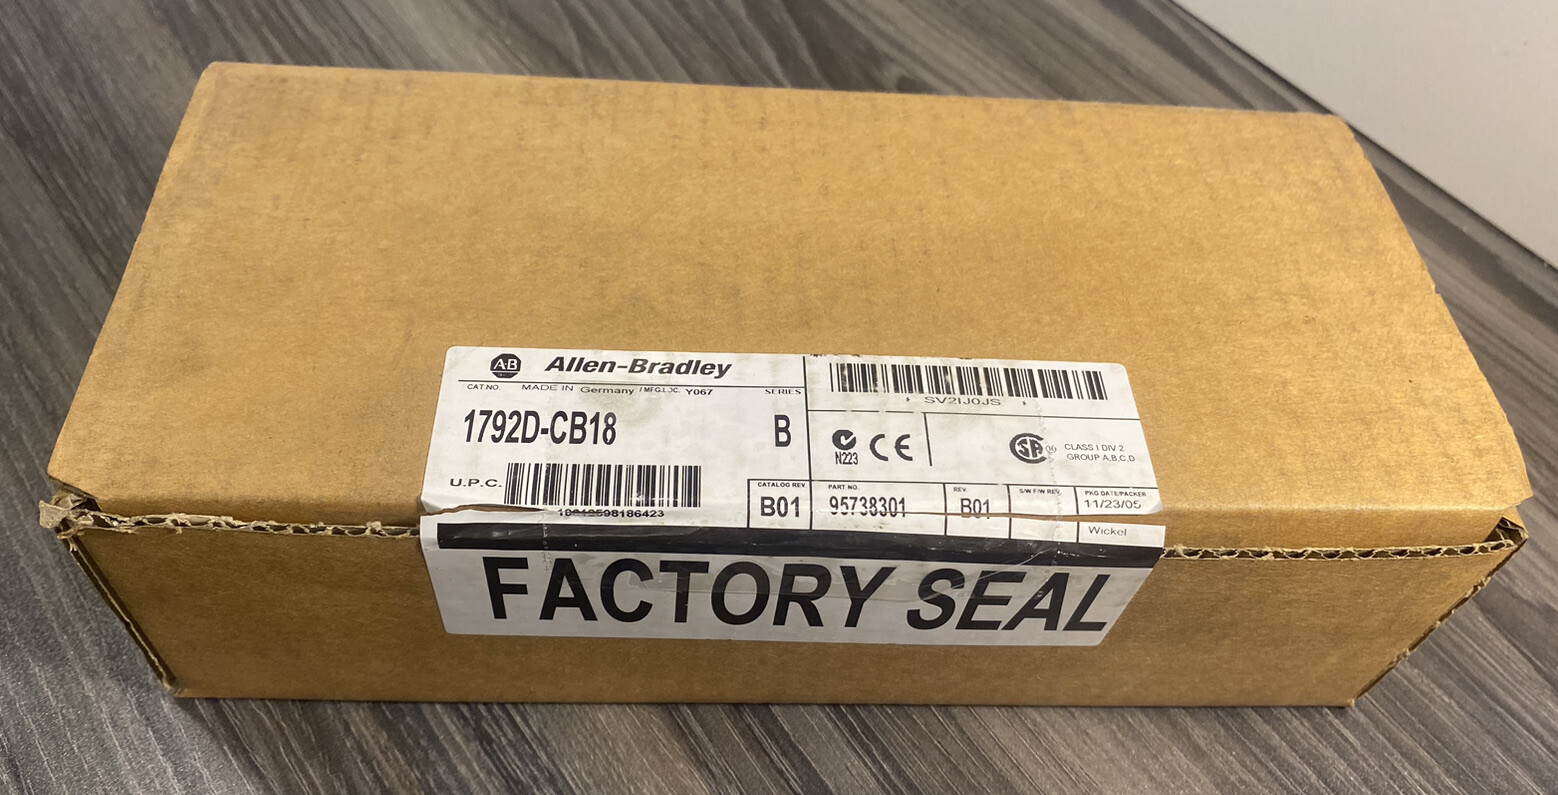 A-B Allen-Bradley
CAT.NO. MADE IN Germany / MFG.LOC. Y067 SERIES
1792D-CB18 B
U.P.C.
10612598186423
SV2IJ0JS
N223 CE
CSA CLASS I DIV 2
GROUP A,B,C,D
CATALOG REV. PART NO. REV. S/W F/W REV. PKG DATE/PACKER
B01 95738301 B01 11/23/05
Wickel
FACTORY SEAL